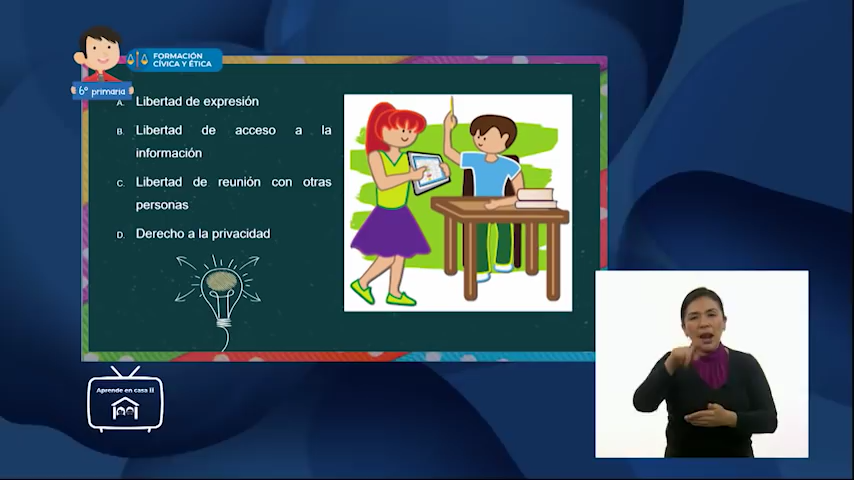 FORMACIÓN
CÍVICA Y ÉTICA
6º primaria
A. Libertad de expresión
B. Libertad de acceso a la
información
C. Libertad de reunión con otras
personas
D. Derecho a la privacidad
Aprende en casa II